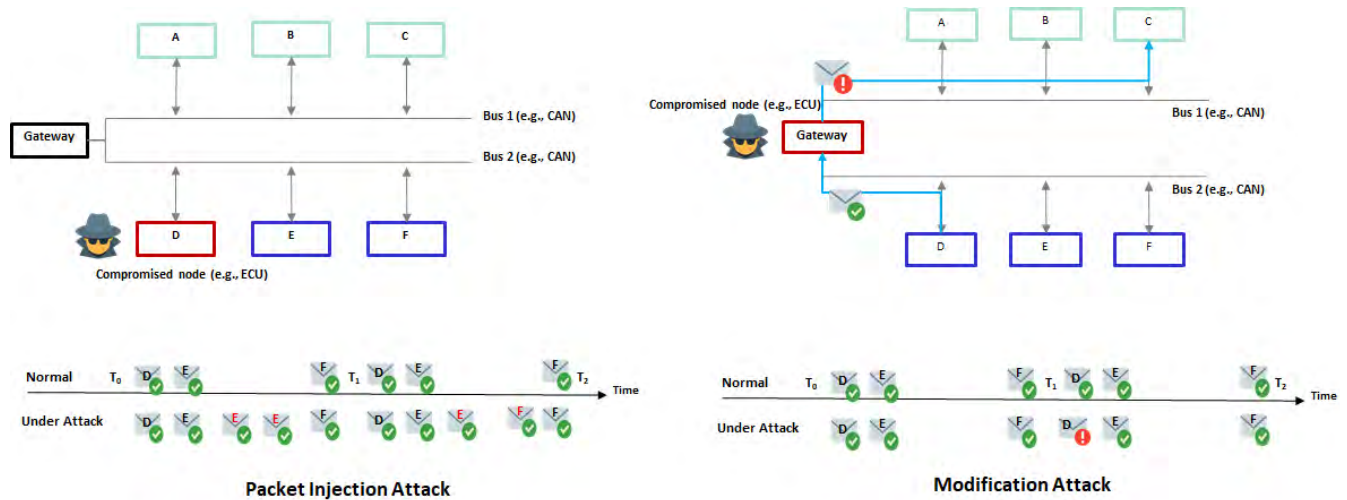 A B C
Bus 1 (e.g., CAN)
Gateway
Bus 2 (e.g., CAN)
D E F
Compromised node (e.g., ECU)
Normal T₀ D E F T₁ D E F T₂
Time
Under Attack D E E E F D E E F F
Packet Injection Attack
A B C
Compromised node (e.g., ECU)
Bus 1 (e.g., CAN)
Gateway
Bus 2 (e.g., CAN)
D E F
Normal T₀ D E F T₁ D E F T₂
Time
Under Attack D E F D E F
Modification Attack